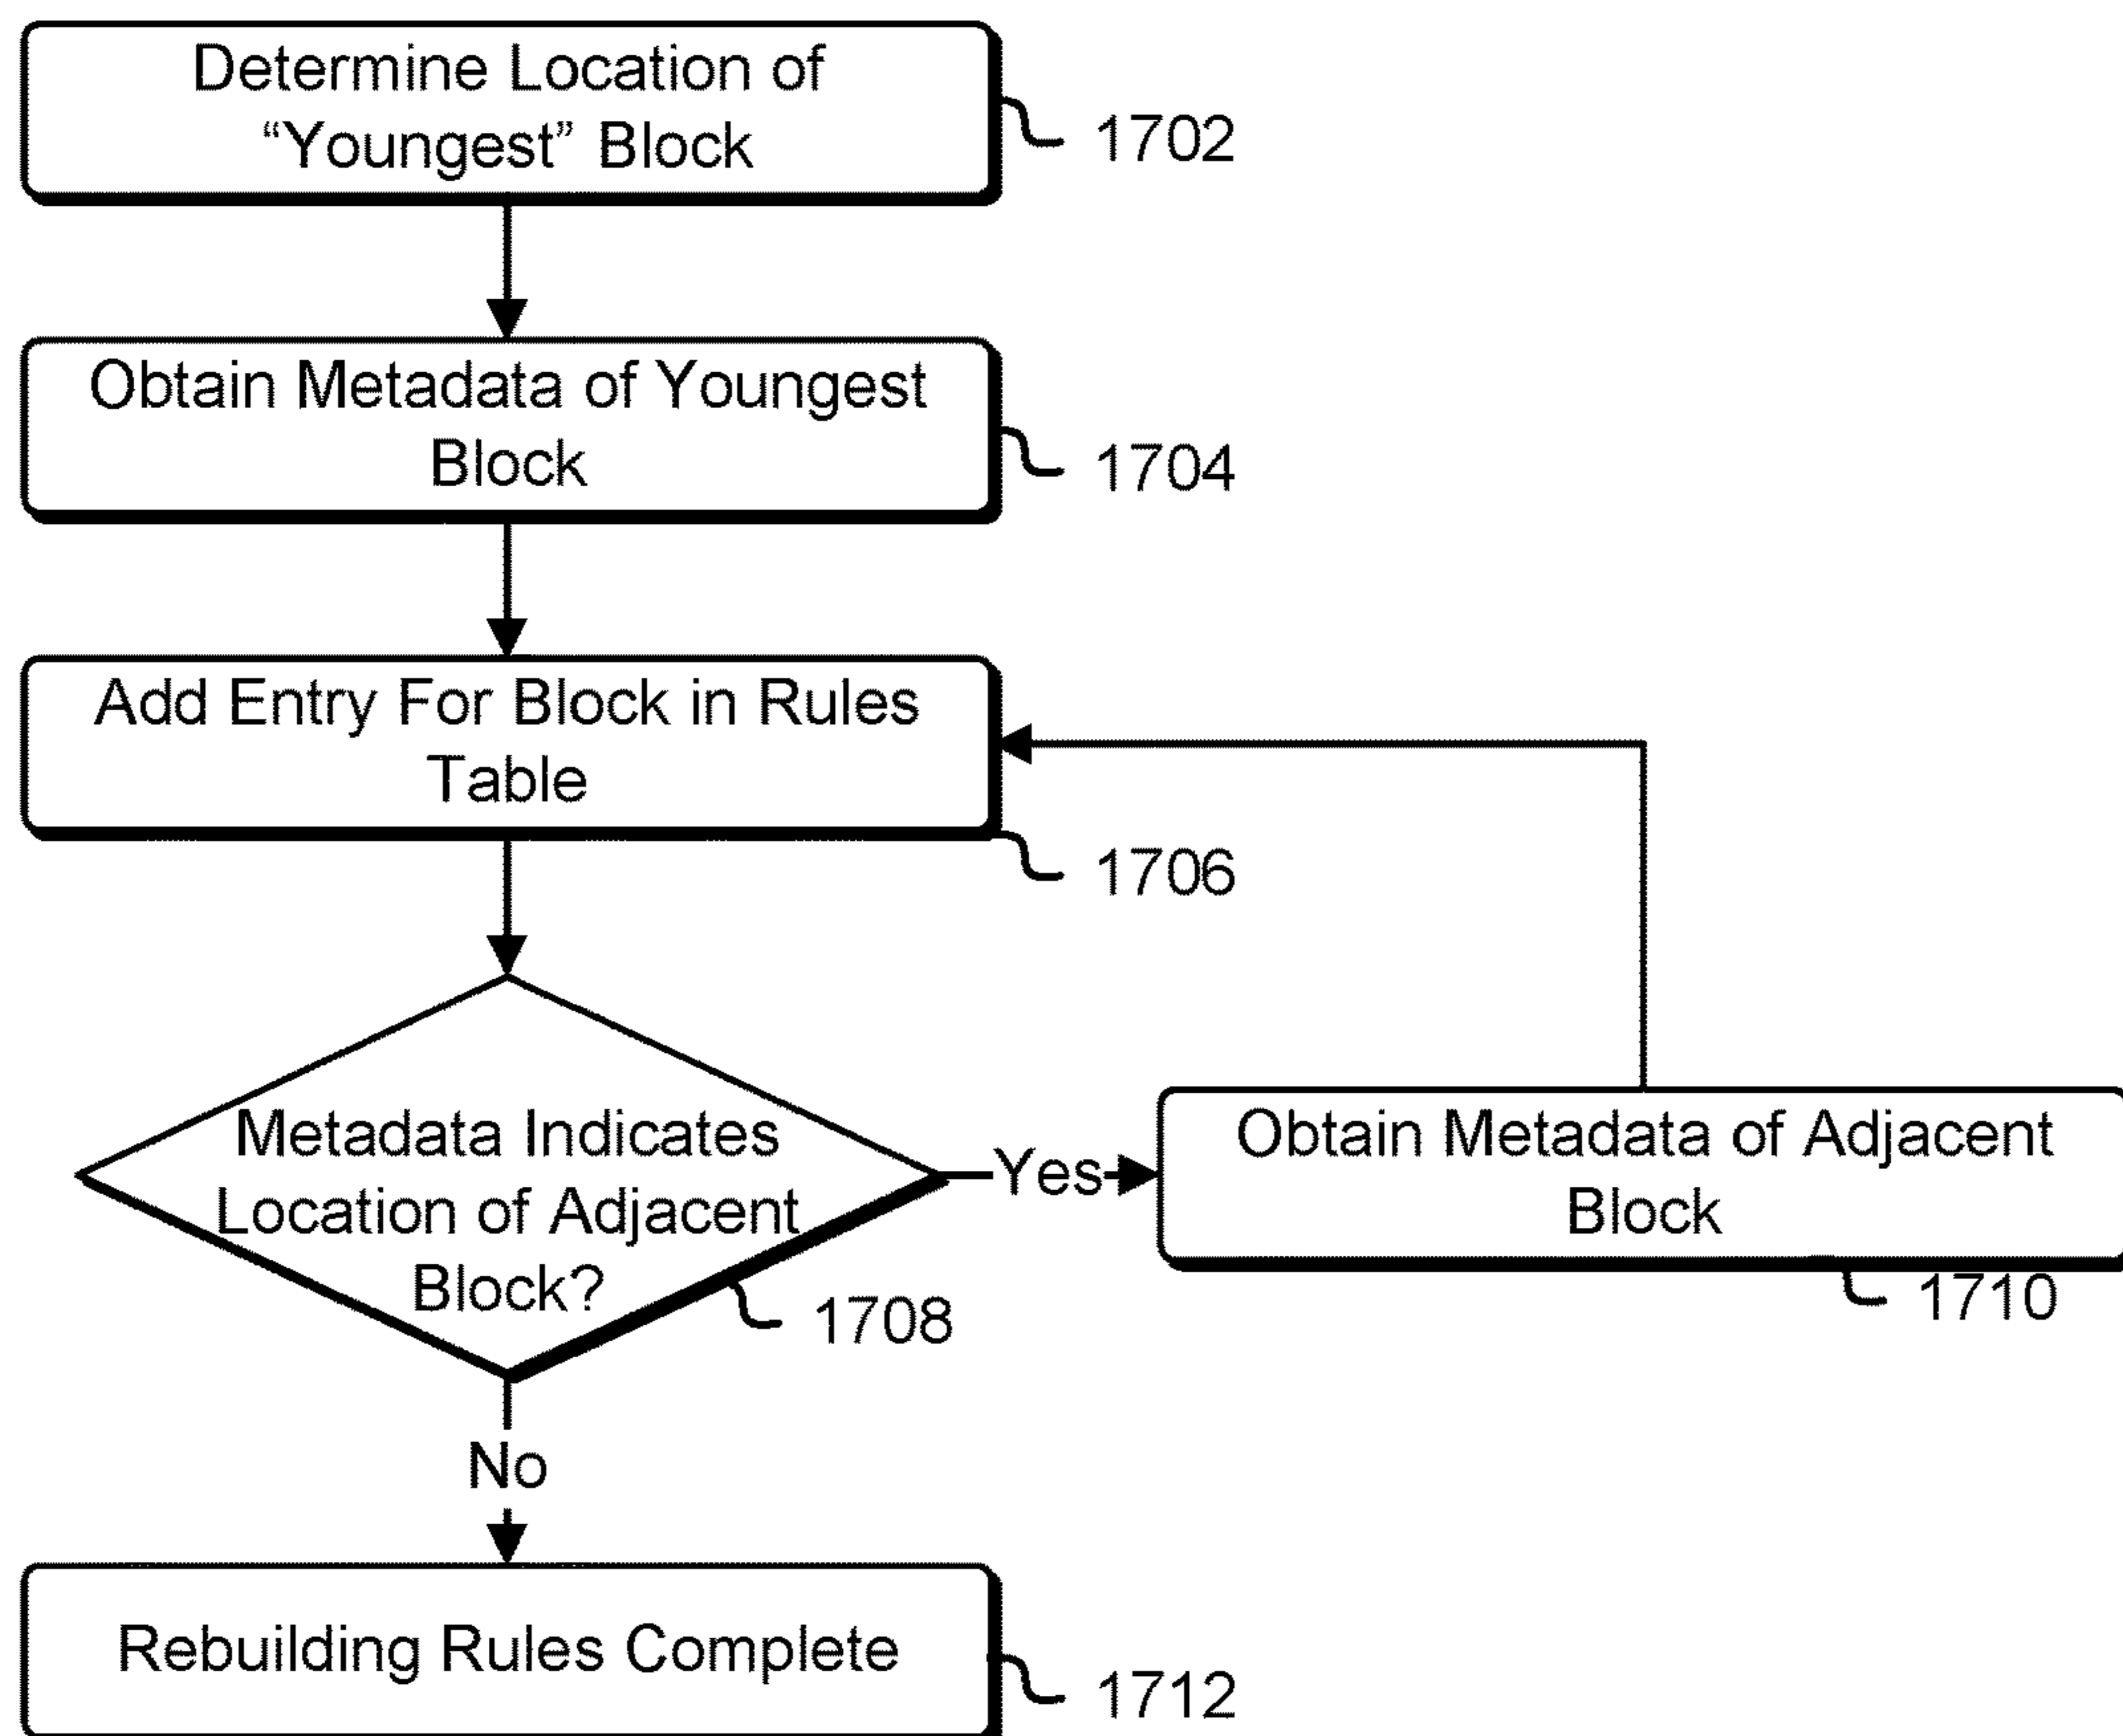 Determine Location of
“Youngest” Block
1702
Obtain Metadata of Youngest
Block
1704
Add Entry For Block in Rules
Table
1706
Metadata Indicates
Location of Adjacent
Block?
1708
Yes
Obtain Metadata of Adjacent
Block
1710
No
Rebuilding Rules Complete
1712